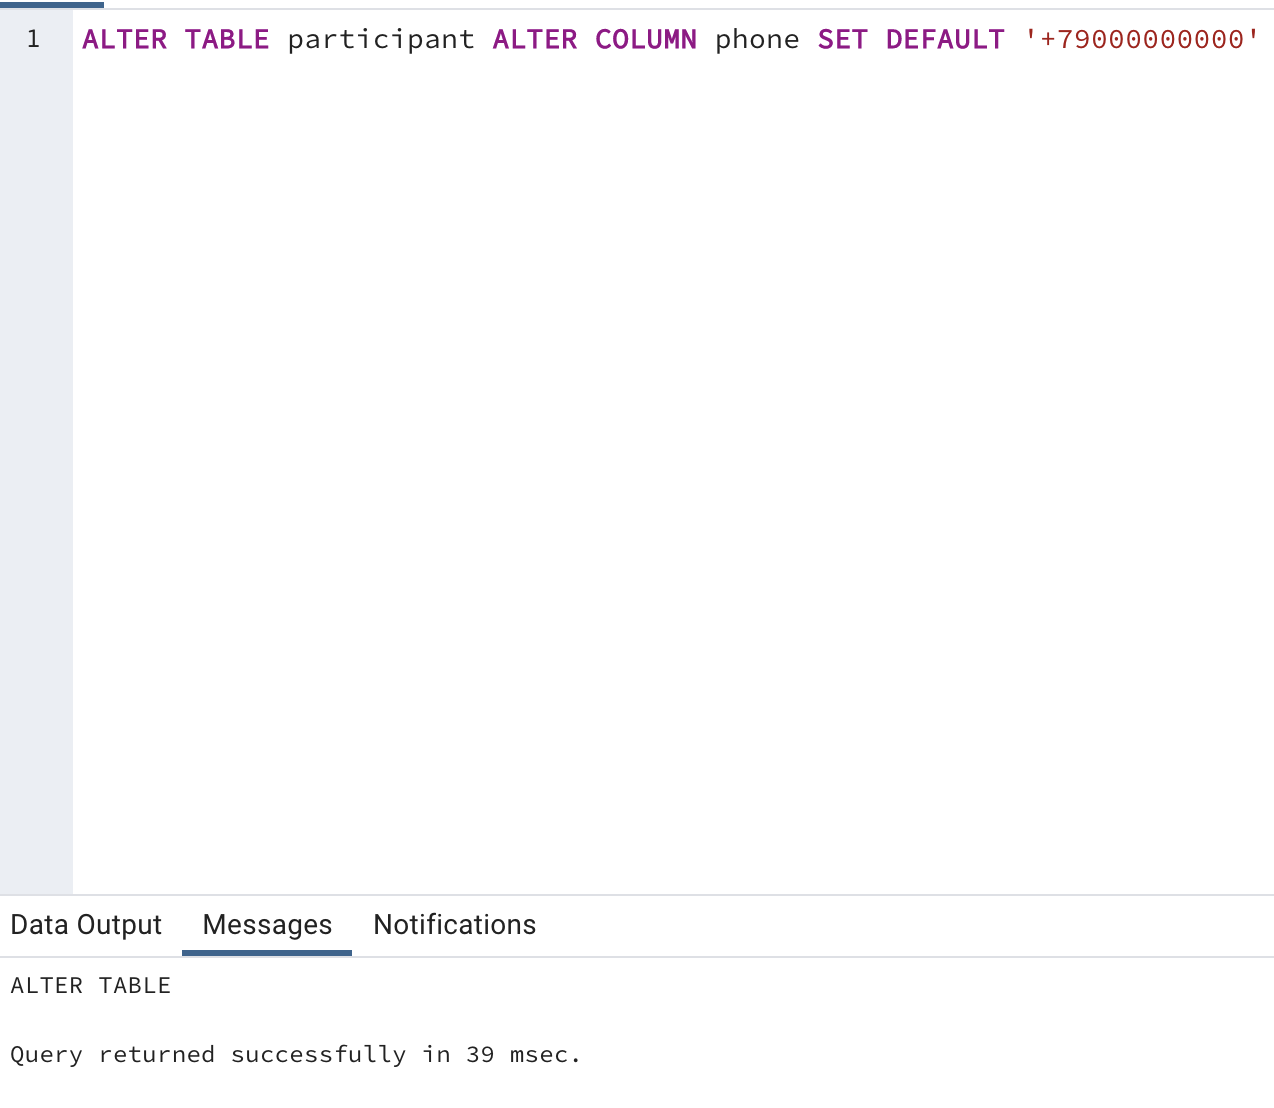 1
ALTER TABLE participant ALTER COLUMN phone SET DEFAULT '+79000000000'
Data Output Messages Notifications
ALTER TABLE
Query returned successfully in 39 msec.